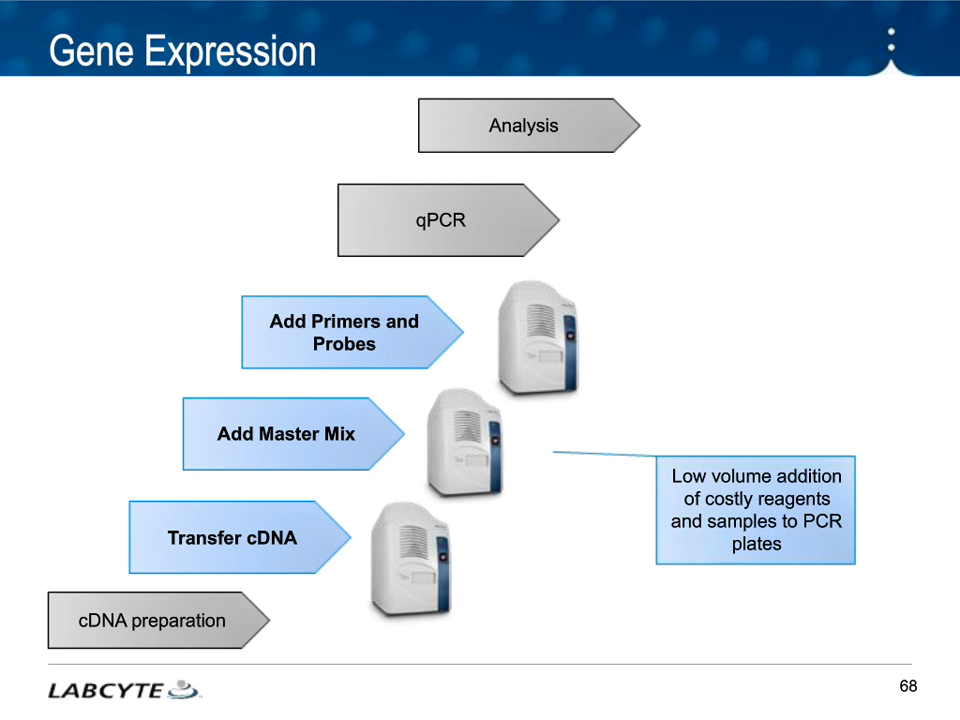 Gene Expression
Analysis
qPCR
Add Primers and
Probes
Add Master Mix
Low volume addition
of costly reagents
and samples to PCR
plates
Transfer cDNA
cDNA preparation
LABCYTE
68